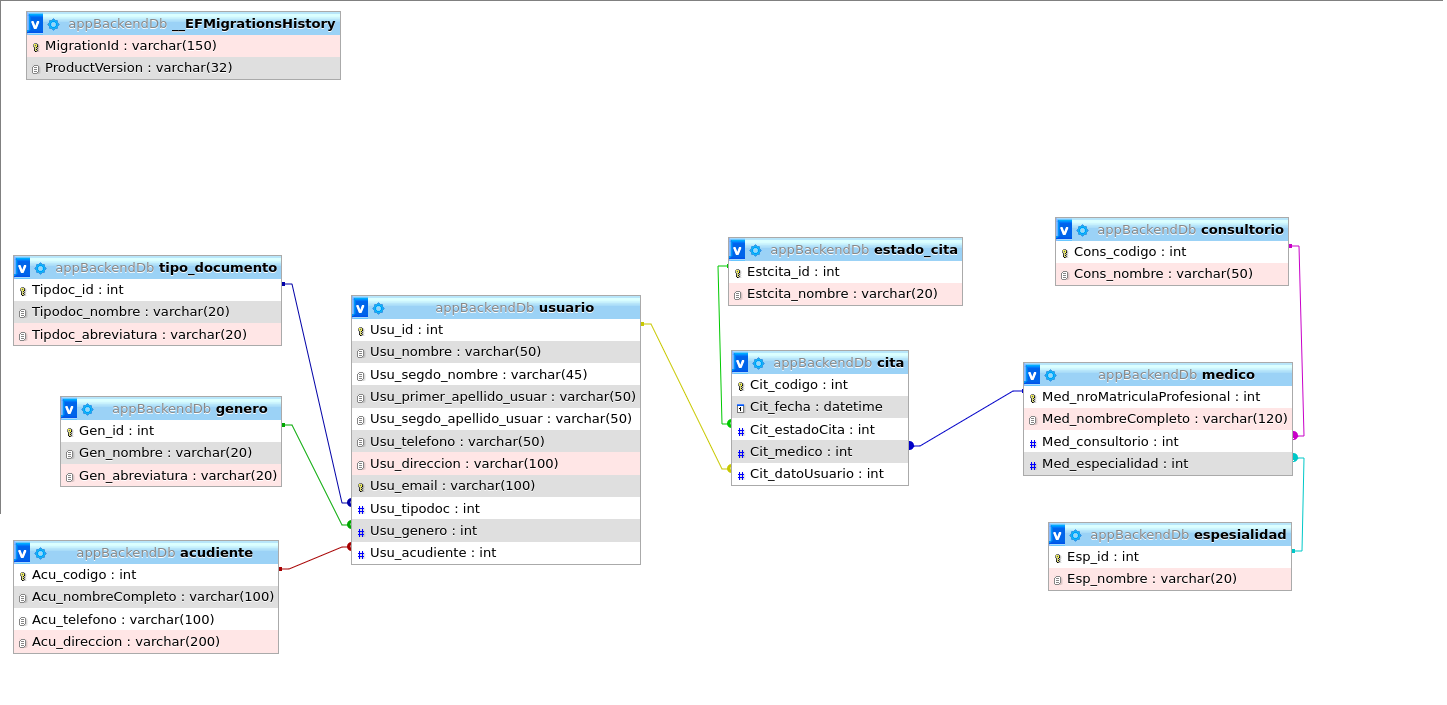 appBackendDb __EFMigrationsHistory
MigrationId : varchar(150)
ProductVersion : varchar(32)
appBackendDb tipo_documento
Tipdoc_id : int
Tipodoc_nombre : varchar(20)
Tipdoc_abreviatura : varchar(20)
appBackendDb genero
Gen_id : int
Gen_nombre : varchar(20)
Gen_abreviatura : varchar(20)
appBackendDb acudiente
Acu_codigo : int
Acu_nombreCompleto : varchar(100)
Acu_telefono : varchar(100)
Acu_direccion : varchar(200)
appBackendDb usuario
Usu_id : int
Usu_nombre : varchar(50)
Usu_segdo_nombre : varchar(45)
Usu_primer_apellido_usuar : varchar(50)
Usu_segdo_apellido_usuar : varchar(50)
Usu_telefono : varchar(50)
Usu_direccion : varchar(100)
Usu_email : varchar(100)
Usu_tipodoc : int
Usu_genero : int
Usu_acudiente : int
appBackendDb estado_cita
Estcita_id : int
Estcita_nombre : varchar(20)
appBackendDb cita
Cit_codigo : int
Cit_fecha : datetime
Cit_estadoCita : int
Cit_medico : int
Cit_datoUsuario : int
appBackendDb consultorio
Cons_codigo : int
Cons_nombre : varchar(50)
appBackendDb medico
Med_nroMatriculaProfesional : int
Med_nombreCompleto : varchar(120)
Med_consultorio : int
Med_especialidad : int
appBackendDb espesialidad
Esp_id : int
Esp_nombre : varchar(20)